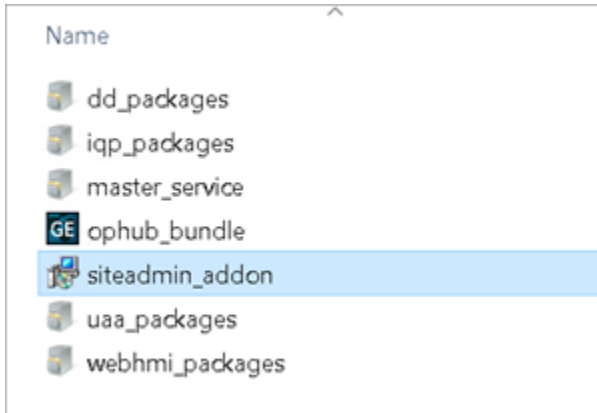 Name
dd_packages
iqp_packages
master_service
GE ophub_bundle
siteadmin_addon
uaa_packages
webhmi_packages